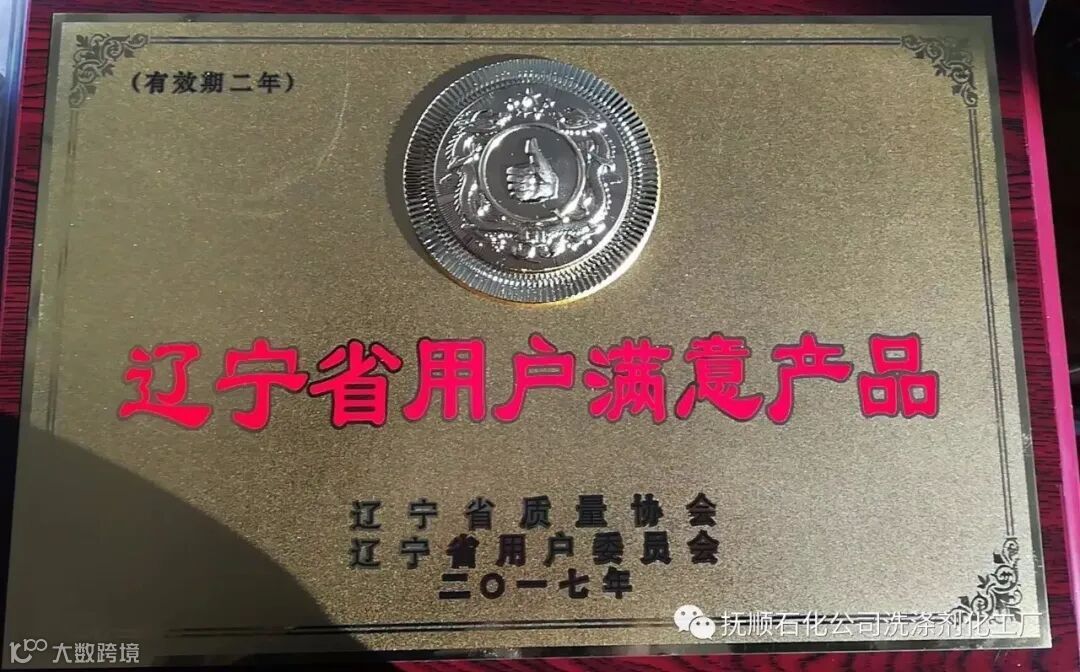 (有效期二年)
辽宁省用户满意产品
辽宁省质量协会
辽宁省用户委员会
二〇一七年
抚顺石化公司洗涤剂化工厂
大数跨境